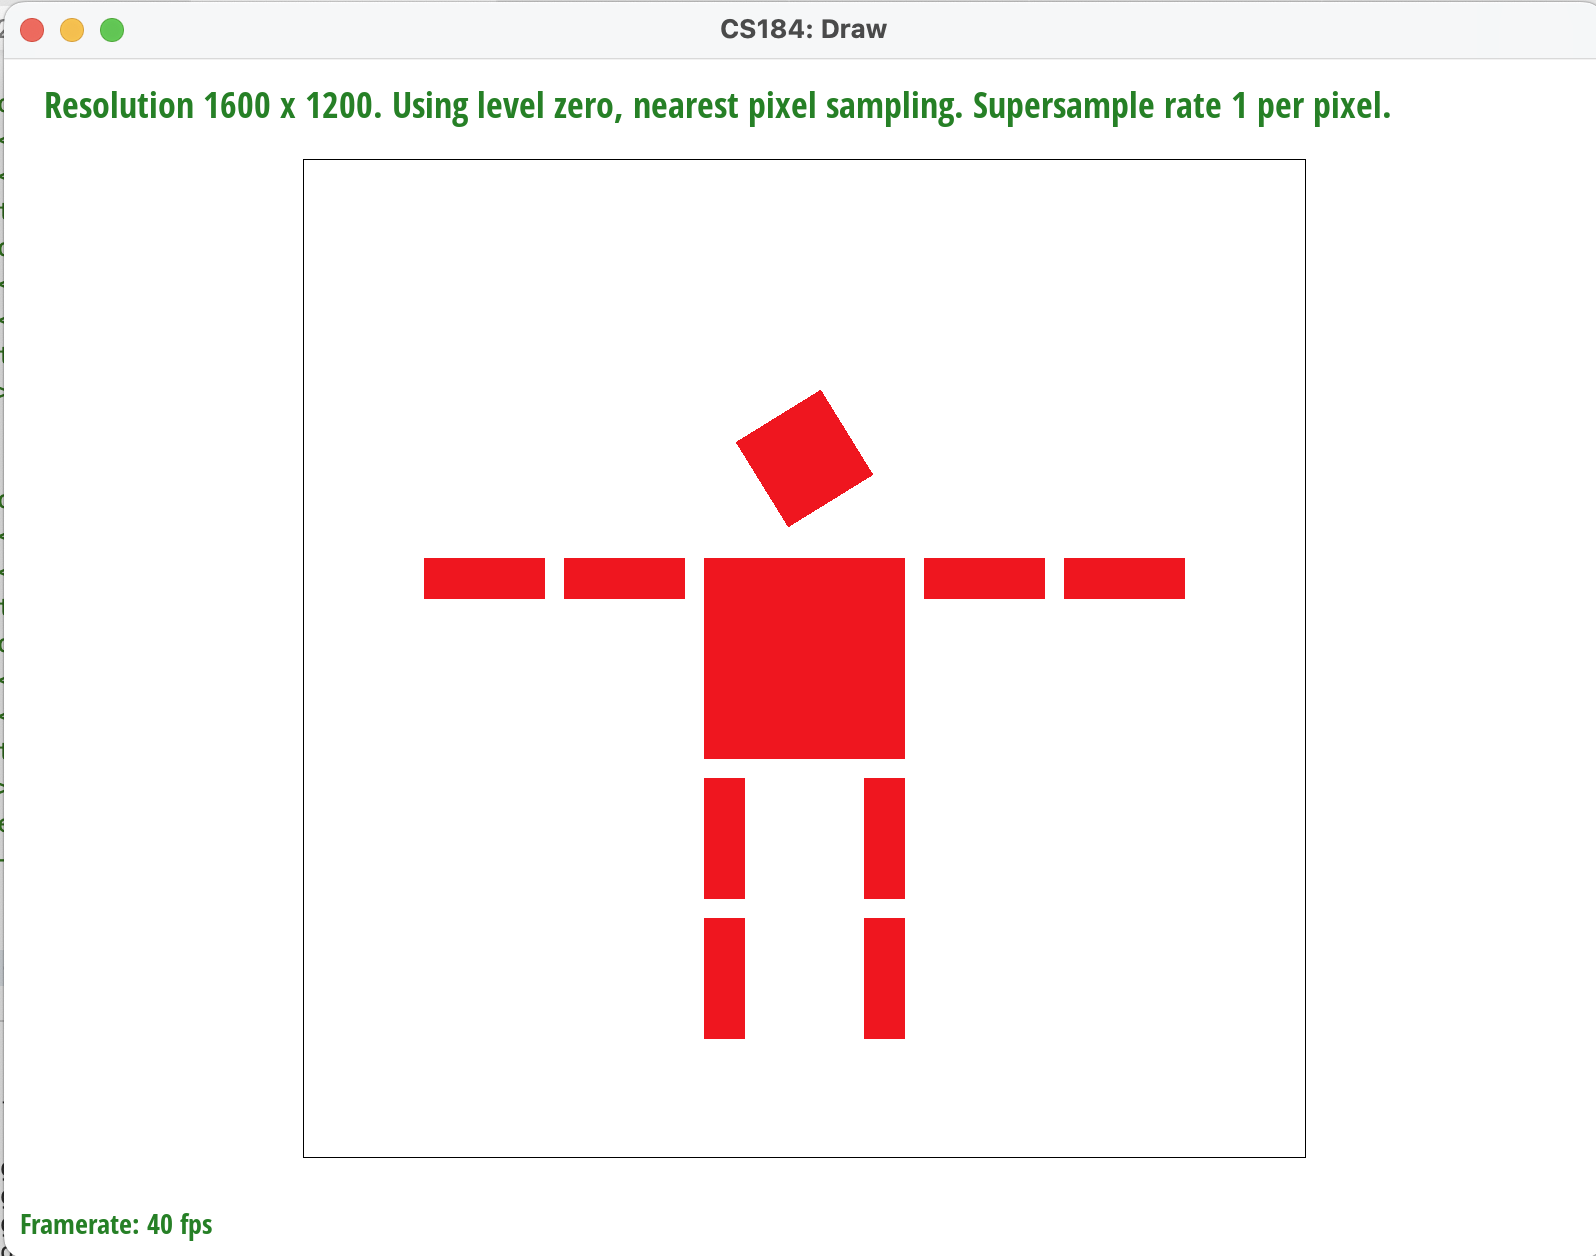 CS184: Draw
Resolution 1600 x 1200. Using level zero, nearest pixel sampling. Supersample rate 1 per pixel.
Framerate: 40 fps